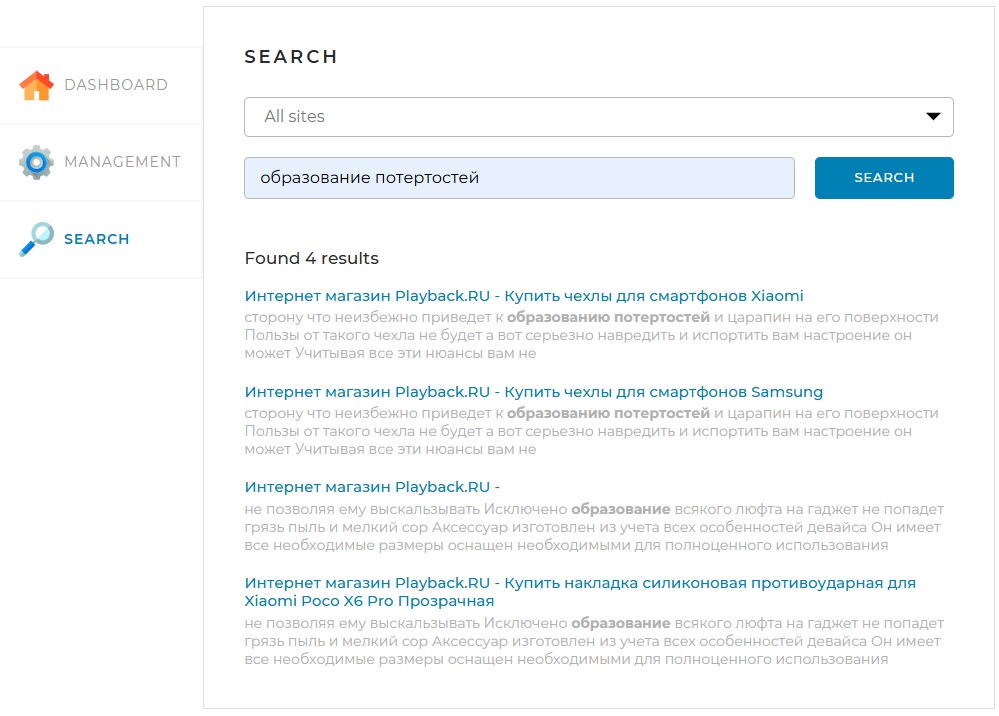 SEARCH
DASHBOARD
All sites
MANAGEMENT
образование потертостей
SEARCH
SEARCH
Found 4 results
Интернет магазин Playback.RU - Купить чехлы для смартфонов Xiaomi
сторону что неизбежно приведет к образованию потертостей и царапин на его поверхности
Пользы от такого чехла не будет а вот серьезно навредить и испортить вам настроение он
может Учитывая все эти нюансы вам не
Интернет магазин Playback.RU - Купить чехлы для смартфонов Samsung
сторону что неизбежно приведет к образованию потертостей и царапин на его поверхности
Пользы от такого чехла не будет а вот серьезно навредить и испортить вам настроение он
может Учитывая все эти нюансы вам не
Интернет магазин Playback.RU -
не позволяя ему выскальзывать Исключено образование всякого люфта на гаджет не попадет
грязь пыль и мелкий сор Аксессуар изготовлен из учета всех особенностей девайса Он имеет
все необходимые размеры оснащен необходимыми для полноценного использования
Интернет магазин Playback.RU - Купить накладка силиконовая противоударная для
Xiaomi Poco X6 Pro Прозрачная
не позволяя ему выскальзывать Исключено образование всякого люфта на гаджет не попадет
грязь пыль и мелкий сор Аксессуар изготовлен из учета всех особенностей девайса Он имеет
все необходимые размеры оснащен необходимыми для полноценного использования